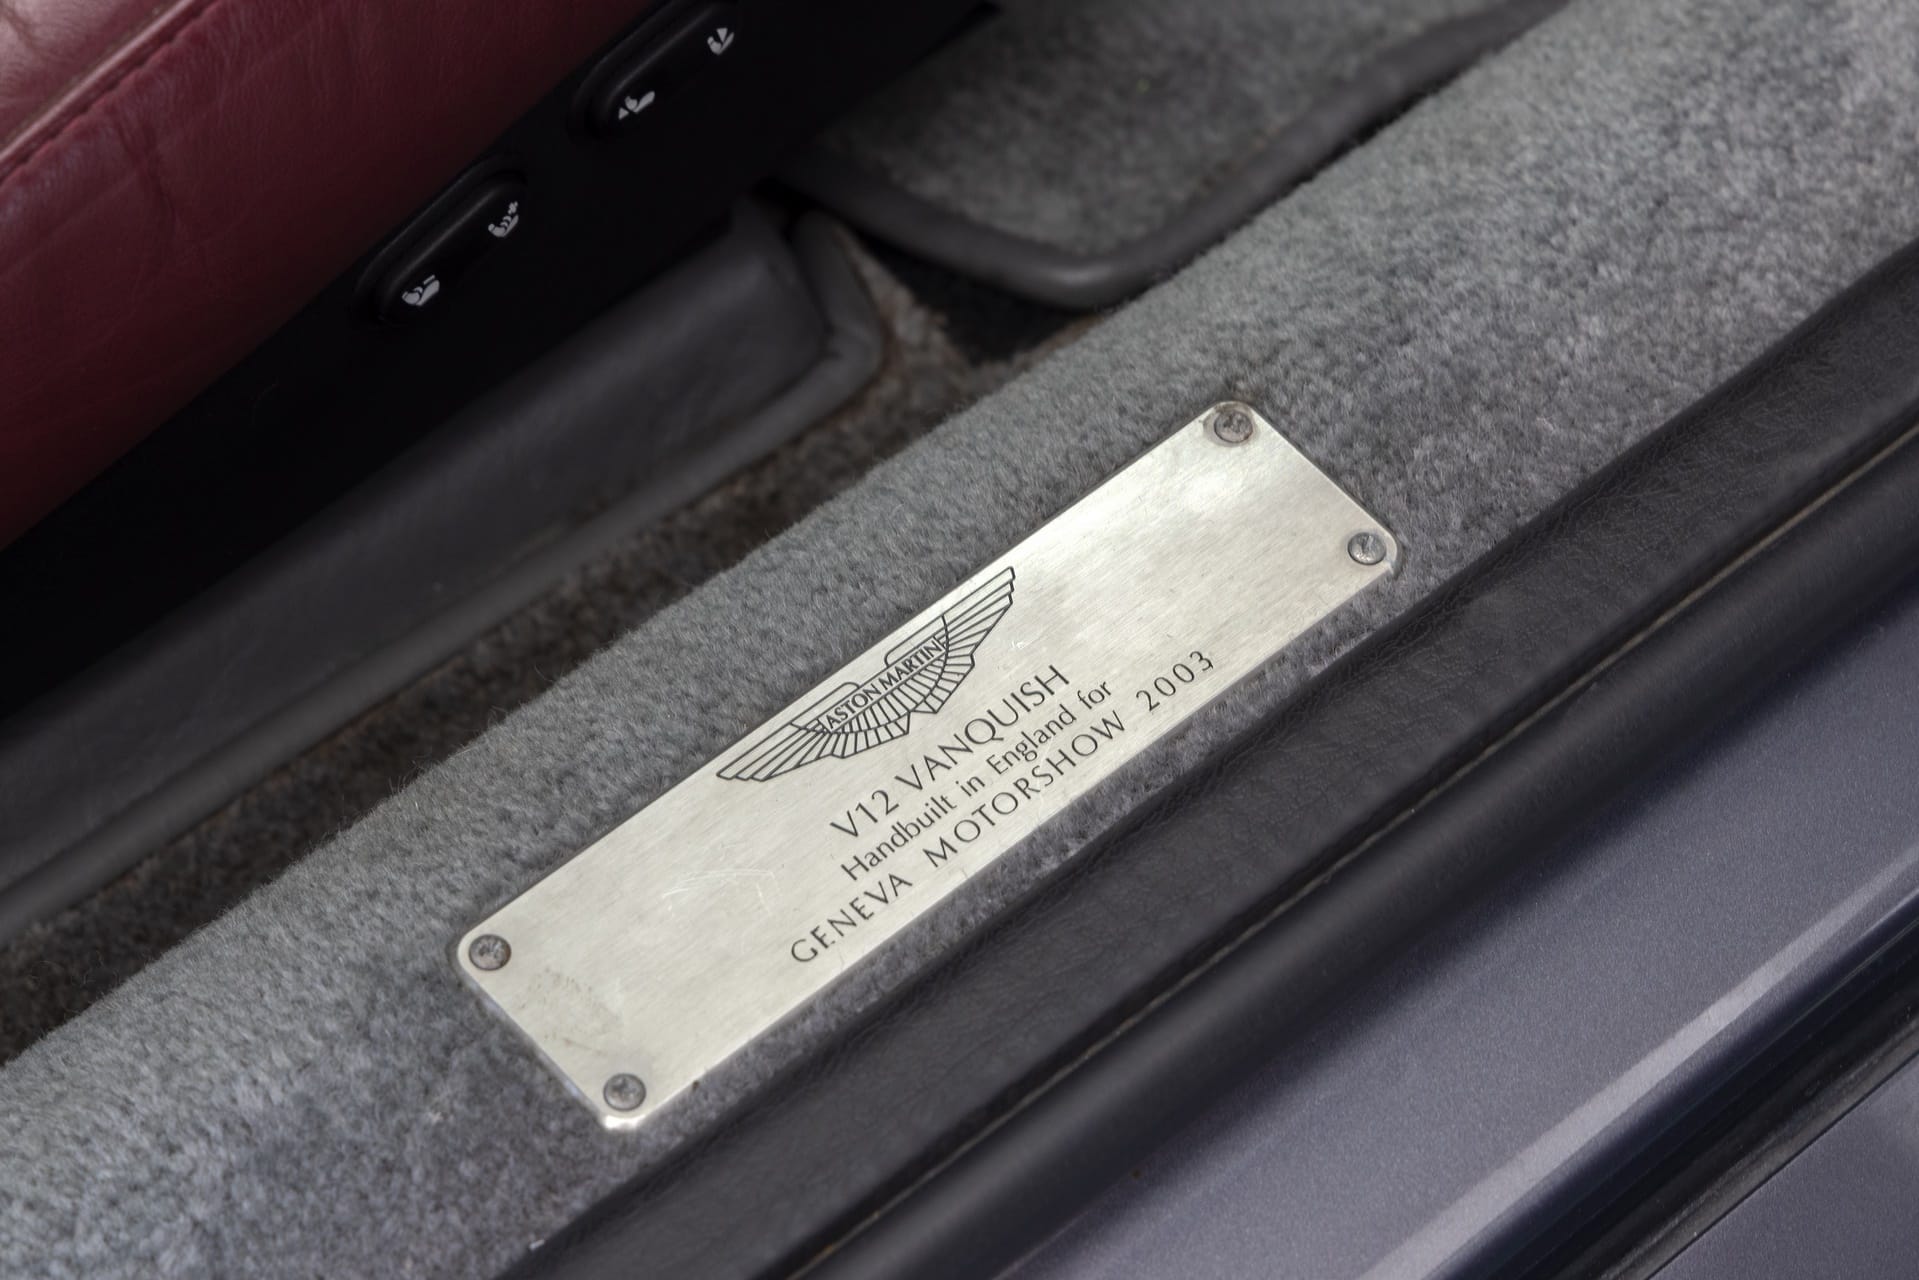 ASTON MARTIN
V12 VANQUISH
Handbuilt in England for
GENEVA MOTORSHOW 2003